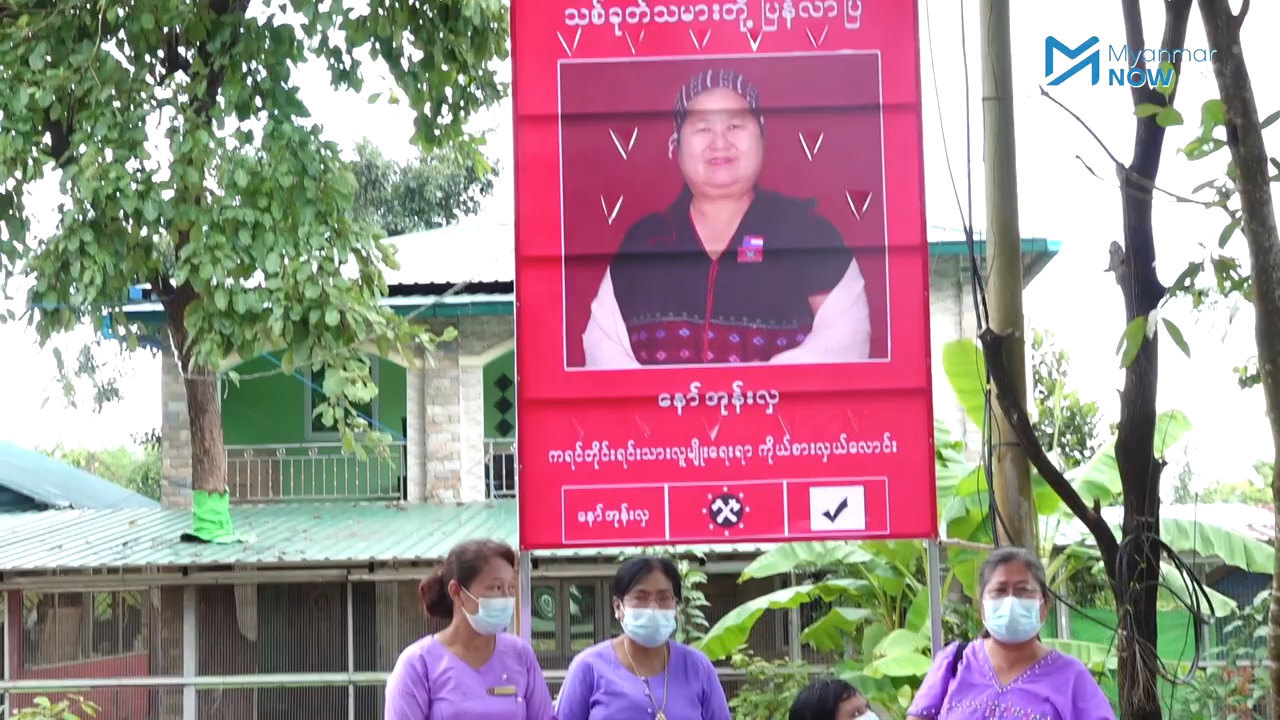 သစ်ခုတ်သမားတို့ ပြန်လာပြီ
Myanmar
NOW
နော်အုန်းလှ
ကရင်တိုင်းရင်းသားလူမျိုးရေးရာ ကိုယ်စားလှယ်လောင်း
နော်အုန်းလှ